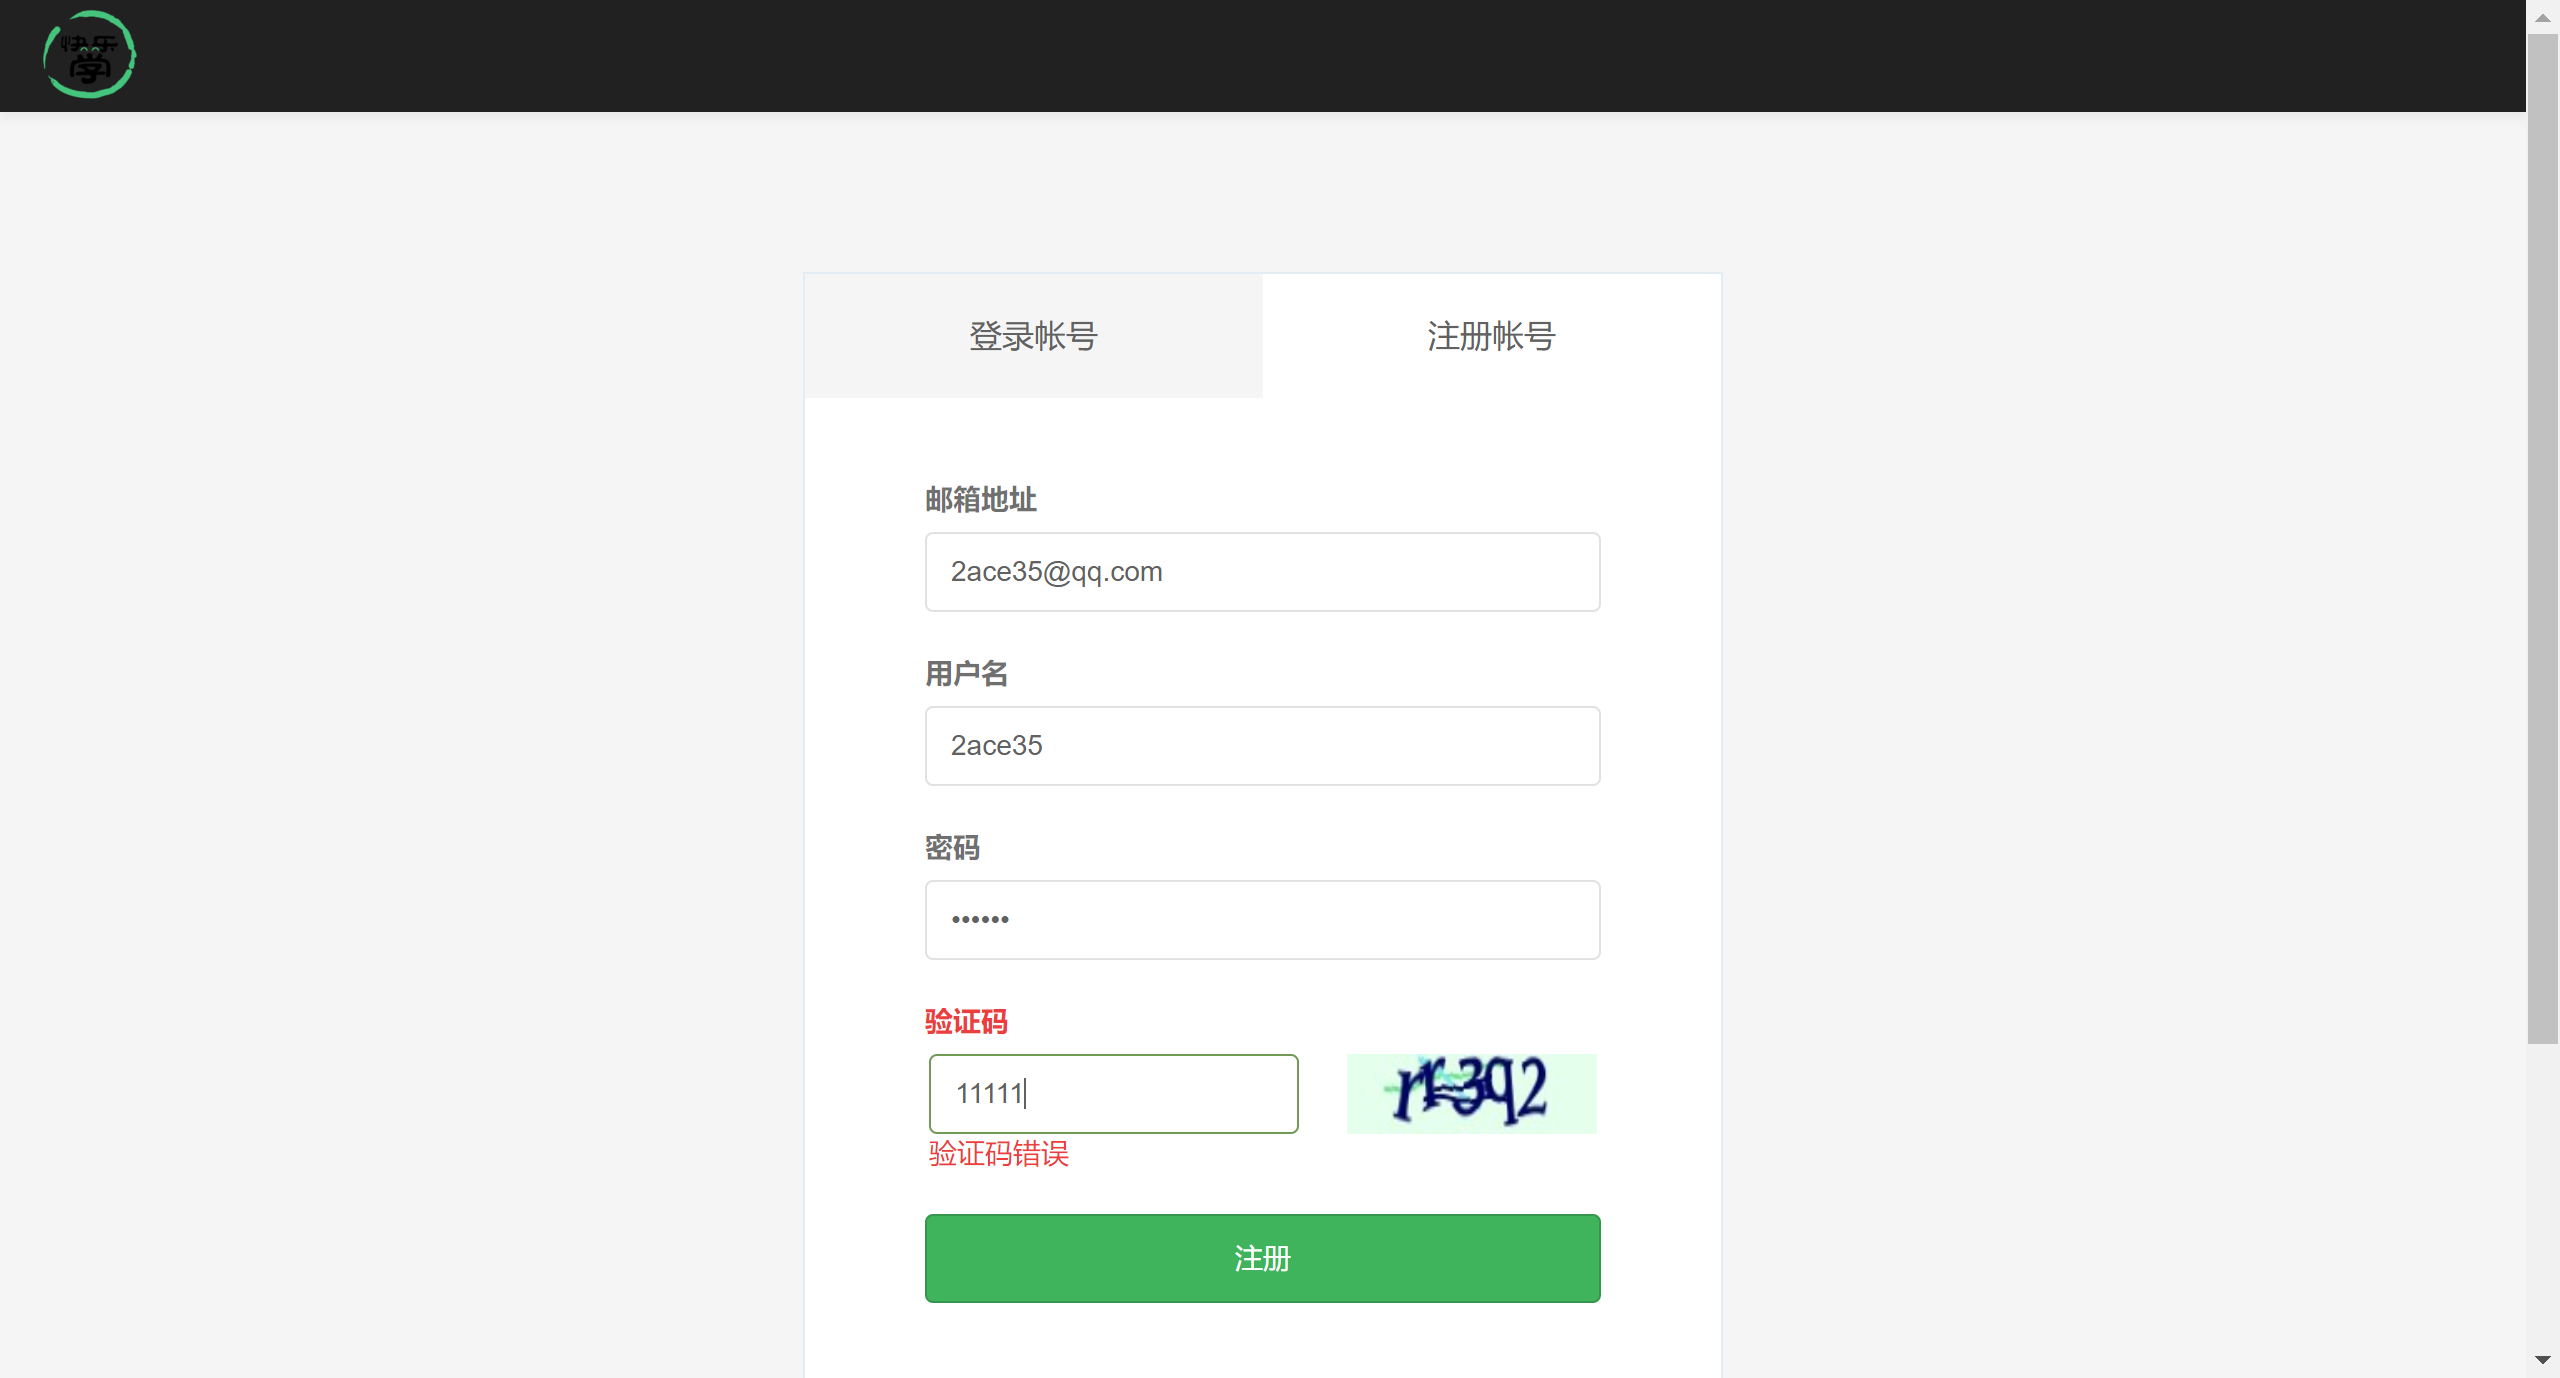 快乐
学
登录帐号
注册帐号
邮箱地址
2ace35@qq.com
用户名
2ace35
密码
••••••
验证码
11111
rr3q2
验证码错误
注册